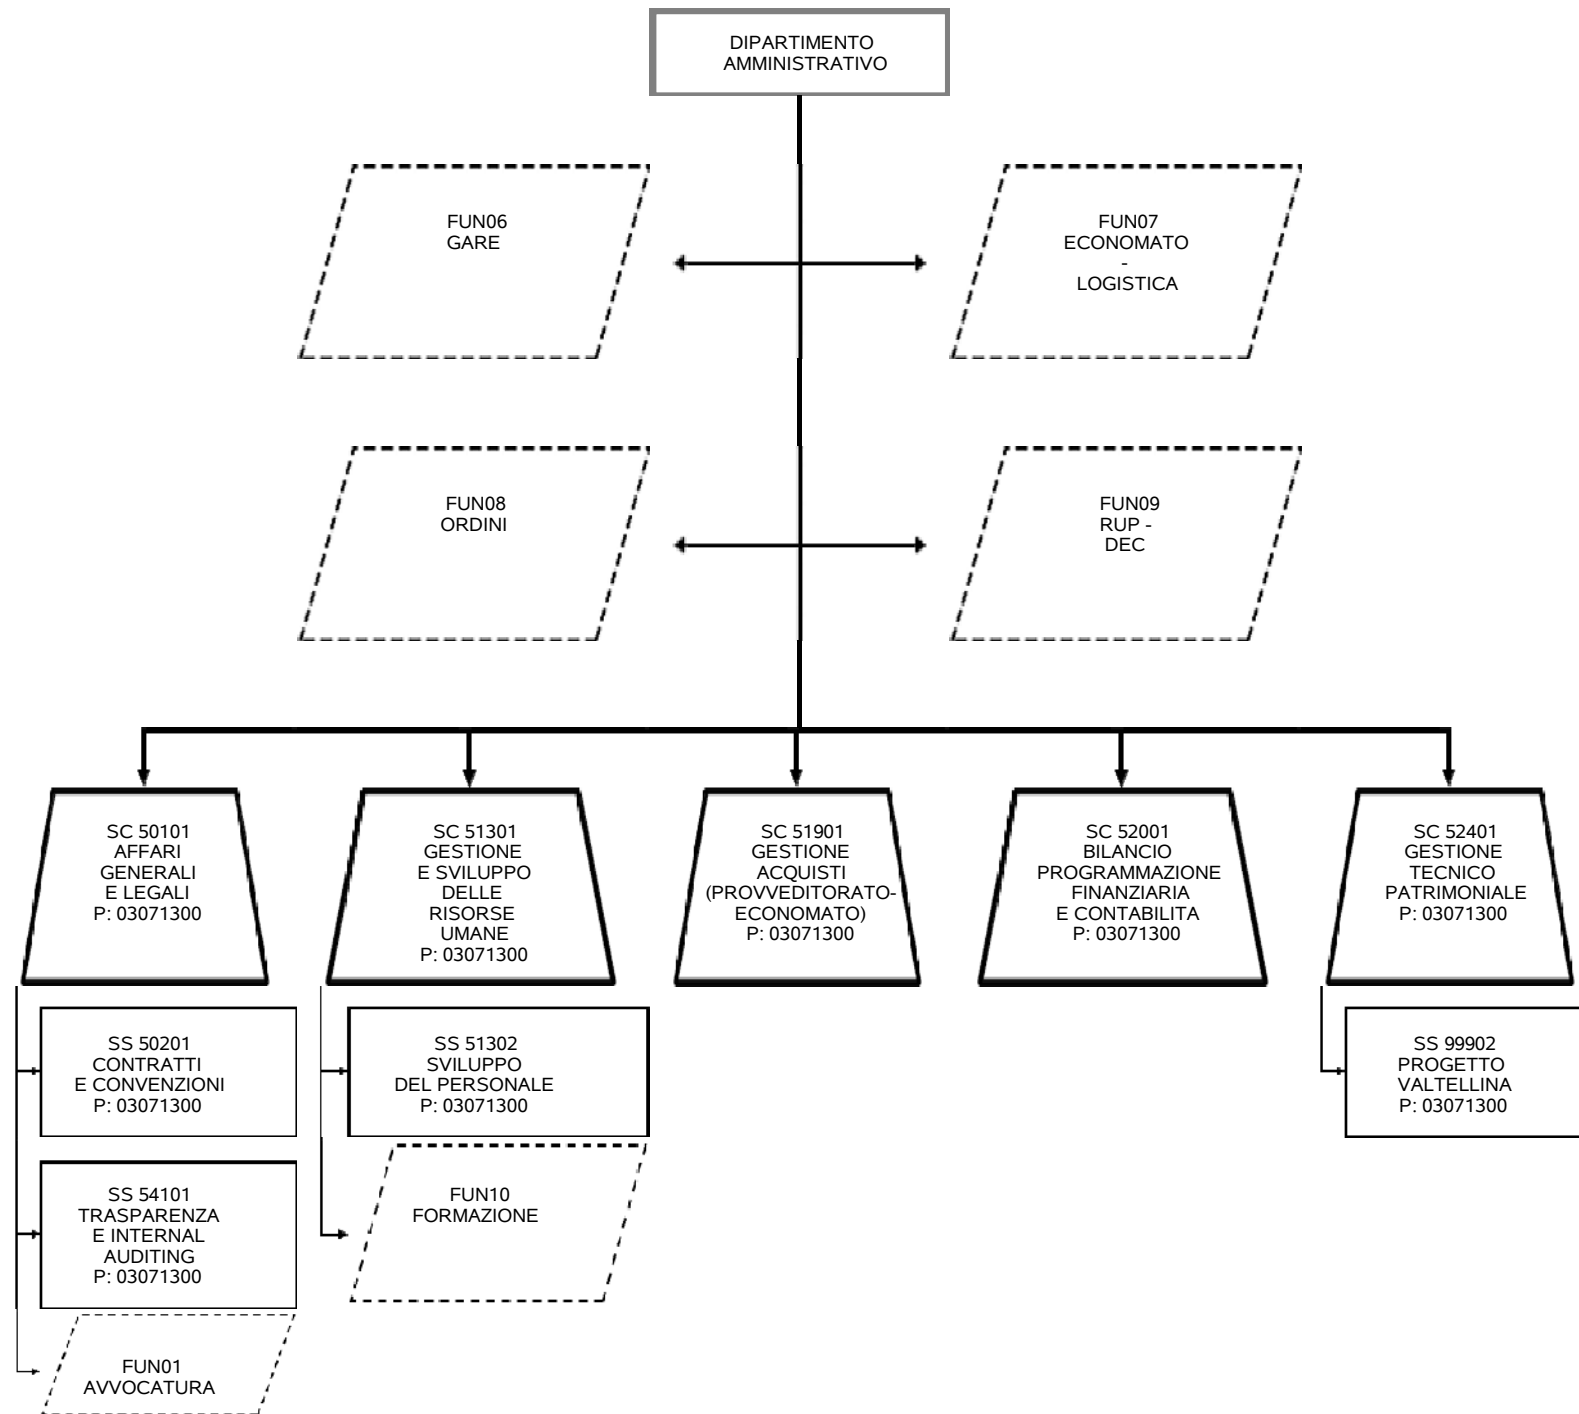 DIPARTIMENTO
AMMINISTRATIVO
FUN06
GARE
FUN07
ECONOMATO
-
LOGISTICA
FUN08
ORDINI
FUN09
RUP -
DEC
SC 50101
AFFARI
GENERALI
E LEGALI
P: 03071300
SC 51301
GESTIONE
E SVILUPPO
DELLE
RISORSE
UMANE
P: 03071300
SC 51901
GESTIONE
ACQUISTI
(PROVVEDITORATO-
ECONOMATO)
P: 03071300
SC 52001
BILANCIO
PROGRAMMAZIONE
FINANZIARIA
E CONTABILITA
P: 03071300
SC 52401
GESTIONE
TECNICO
PATRIMONIALE
P: 03071300
SS 50201
CONTRATTI
E CONVENZIONI
P: 03071300
SS 51302
SVILUPPO
DEL PERSONALE
P: 03071300
SS 99902
PROGETTO
VALTELLINA
P: 03071300
SS 54101
TRASPARENZA
E INTERNAL
AUDITING
P: 03071300
FUN10
FORMAZIONE
FUN01
AVVOCATURA